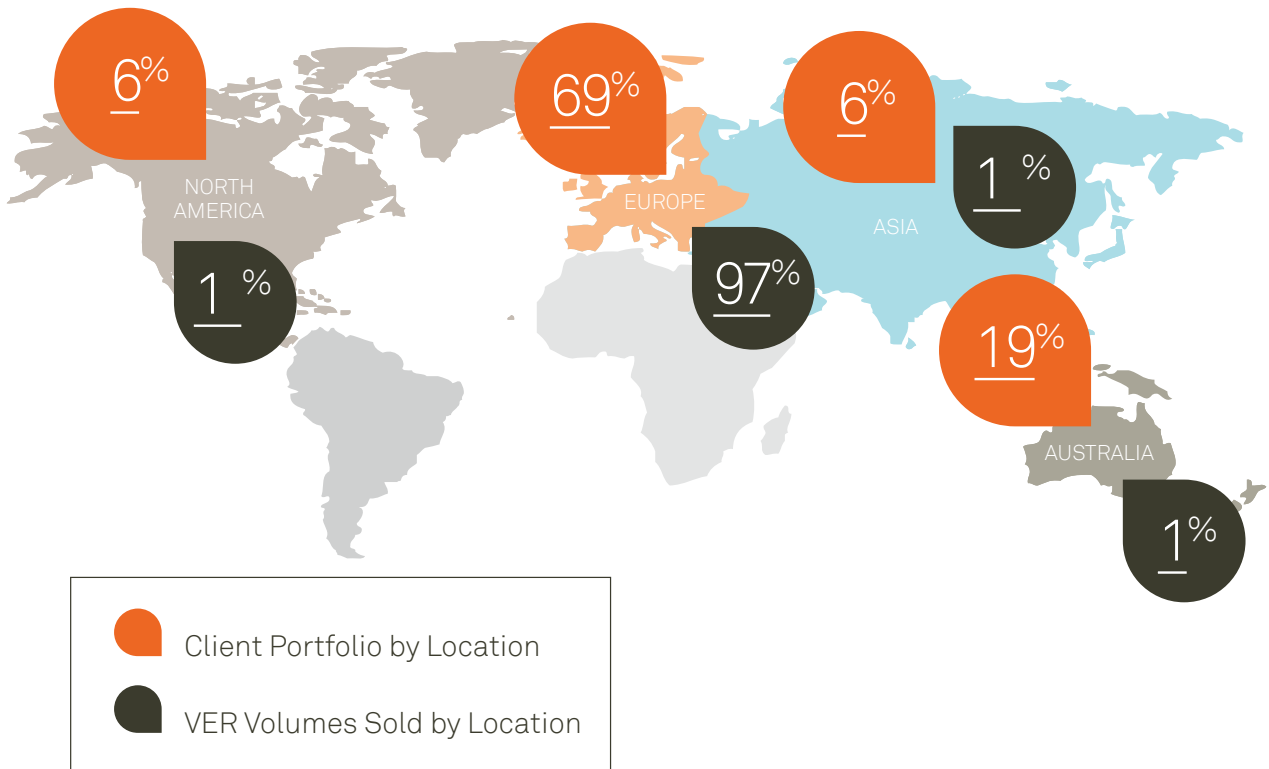 6%
69%
6%
1%
NORTH
AMERICA
EUROPE
ASIA
1%
97%
19%
AUSTRALIA
1%
Client Portfolio by Location
VER Volumes Sold by Location